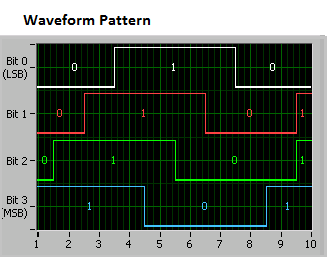 Waveform Pattern
Bit 0
(LSB)
0 1 0
Bit 1
0 1 0 1
Bit 2
0 1 0 1
Bit 3
(MSB)
1 0 1
1 2 3 4 5 6 7 8 9 10